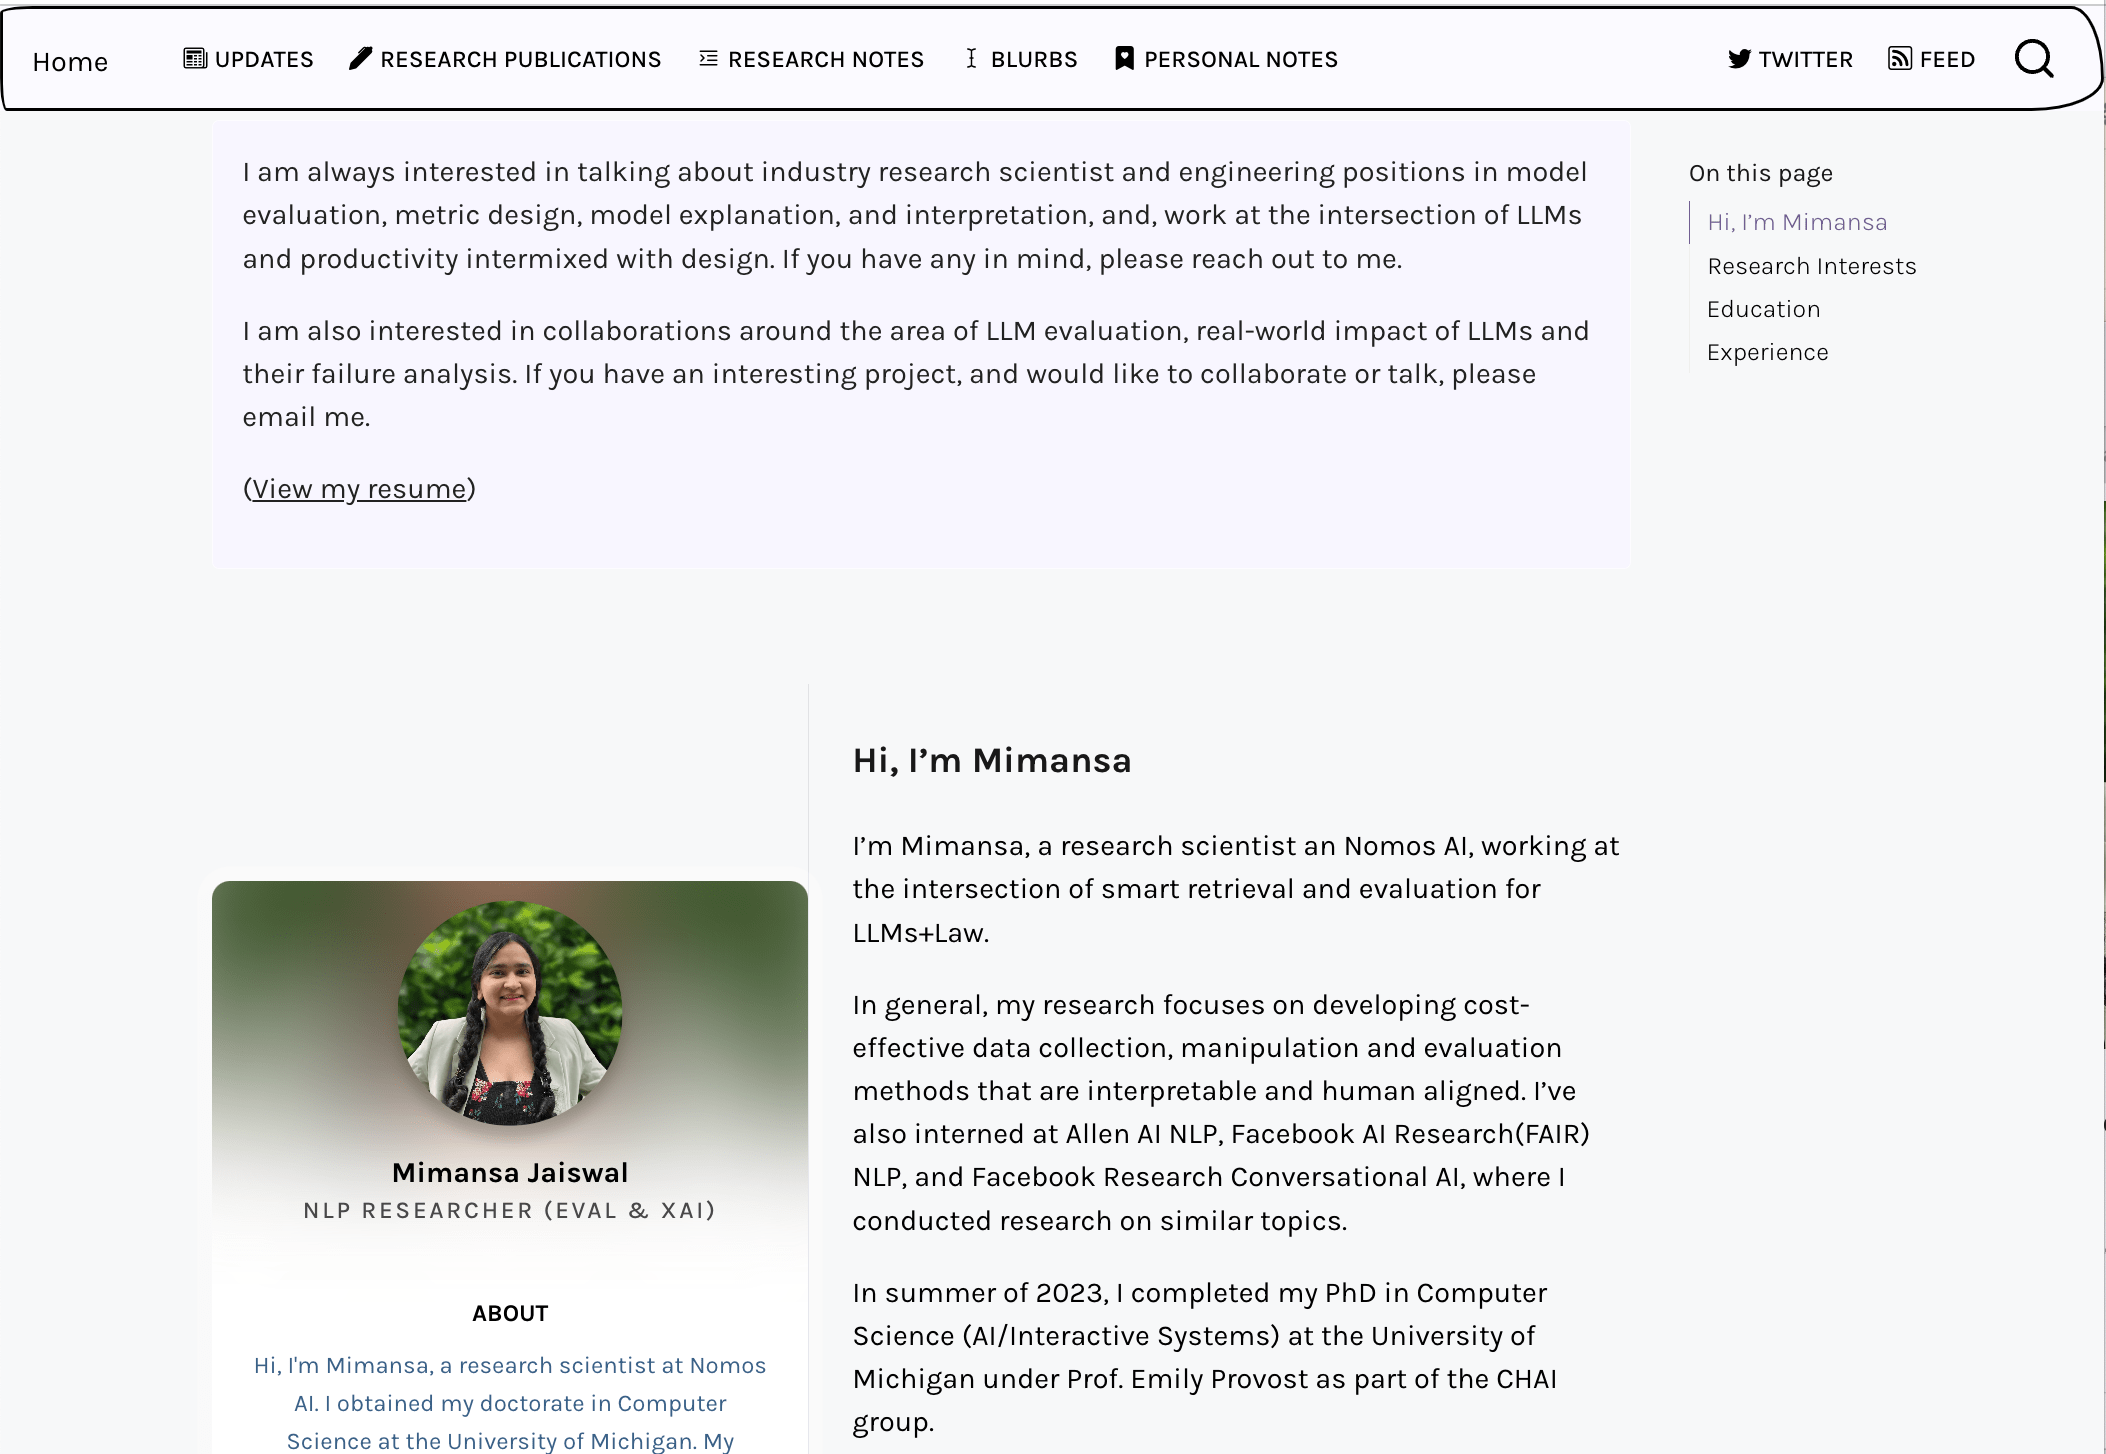 Home
UPDATES
RESEARCH PUBLICATIONS
RESEARCH NOTES
BLURBS
PERSONAL NOTES
TWITTER
FEED
I am always interested in talking about industry research scientist and engineering positions in model
evaluation, metric design, model explanation, and interpretation, and, work at the intersection of LLMs
and productivity intermixed with design. If you have any in mind, please reach out to me.
I am also interested in collaborations around the area of LLM evaluation, real-world impact of LLMs and
their failure analysis. If you have an interesting project, and would like to collaborate or talk, please
email me.
(View my resume)
On this page
Hi, I’m Mimansa
Research Interests
Education
Experience
Mimansa Jaiswal
NLP RESEARCHER (EVAL & XAI)
ABOUT
Hi, I'm Mimansa, a research scientist at Nomos
AI. I obtained my doctorate in Computer
Science at the University of Michigan. My
Hi, I’m Mimansa
I’m Mimansa, a research scientist an Nomos AI, working at
the intersection of smart retrieval and evaluation for
LLMs+Law.
In general, my research focuses on developing cost-
effective data collection, manipulation and evaluation
methods that are interpretable and human aligned. I’ve
also interned at Allen AI NLP, Facebook AI Research(FAIR)
NLP, and Facebook Research Conversational AI, where I
conducted research on similar topics.
In summer of 2023, I completed my PhD in Computer
Science (AI/Interactive Systems) at the University of
Michigan under Prof. Emily Provost as part of the CHAI
group.